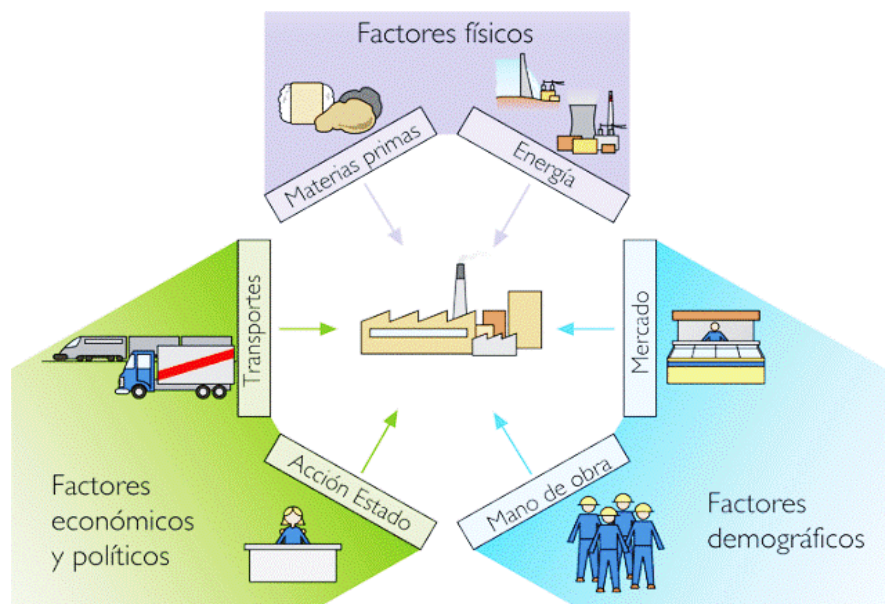 Factores físicos
Materias primas
Energía
Transportes
Mercado
Acción Estado
Mano de obra
Factores
económicos
y políticos
Factores
demográficos